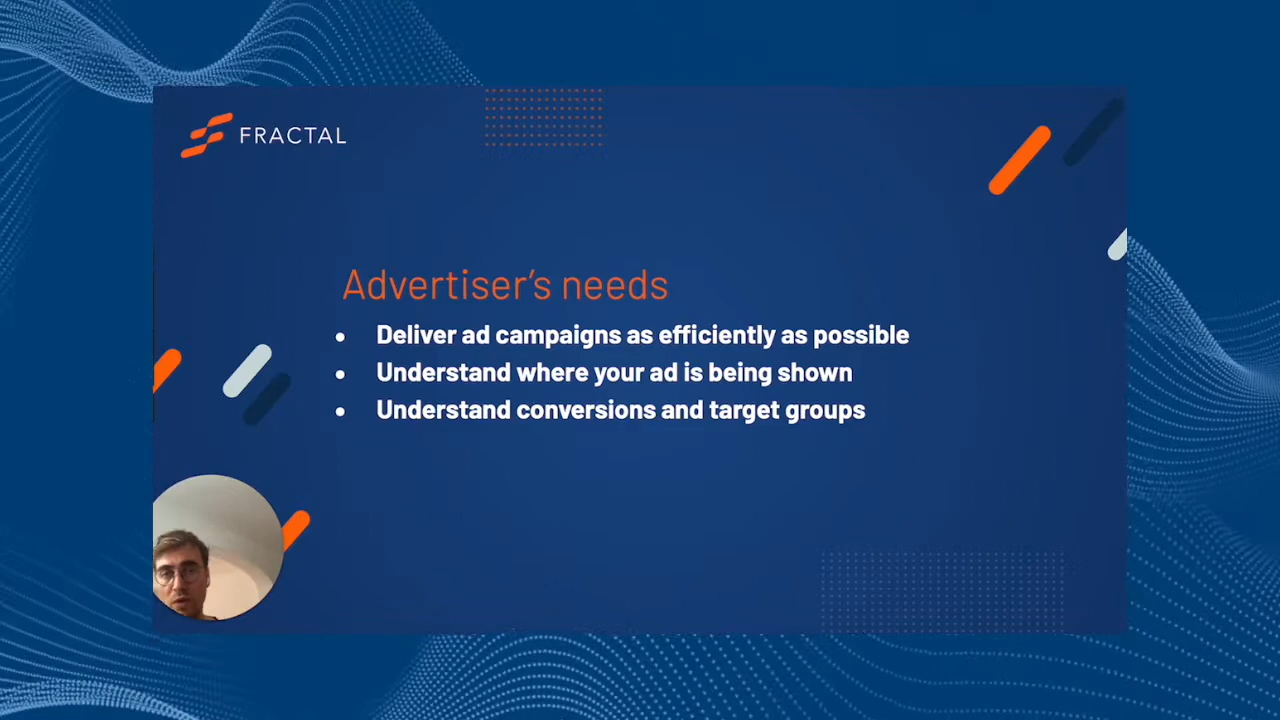 FRACTAL
Advertiser’s needs
• Deliver ad campaigns as efficiently as possible
• Understand where your ad is being shown
• Understand conversions and target groups